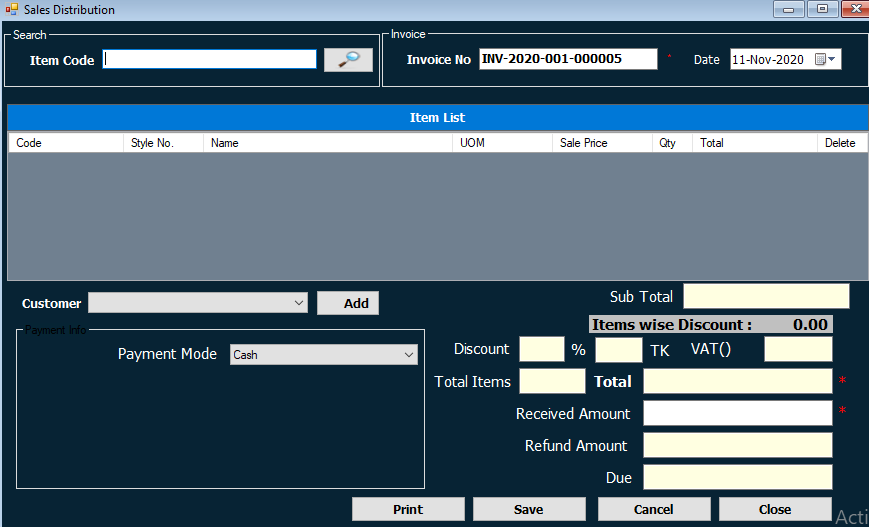 Sales Distribution
Search
Item Code
Invoice
Invoice No INV-2020-001-000005 * Date 11-Nov-2020
Item List
Code Style No. Name UOM Sale Price Qty Total Delete
Customer Add
Sub Total
Items wise Discount : 0.00
Payment Info
Payment Mode Cash
Discount % TK VAT()
Total Items Total *
Received Amount *
Refund Amount
Due
Print Save Cancel Close
Acti